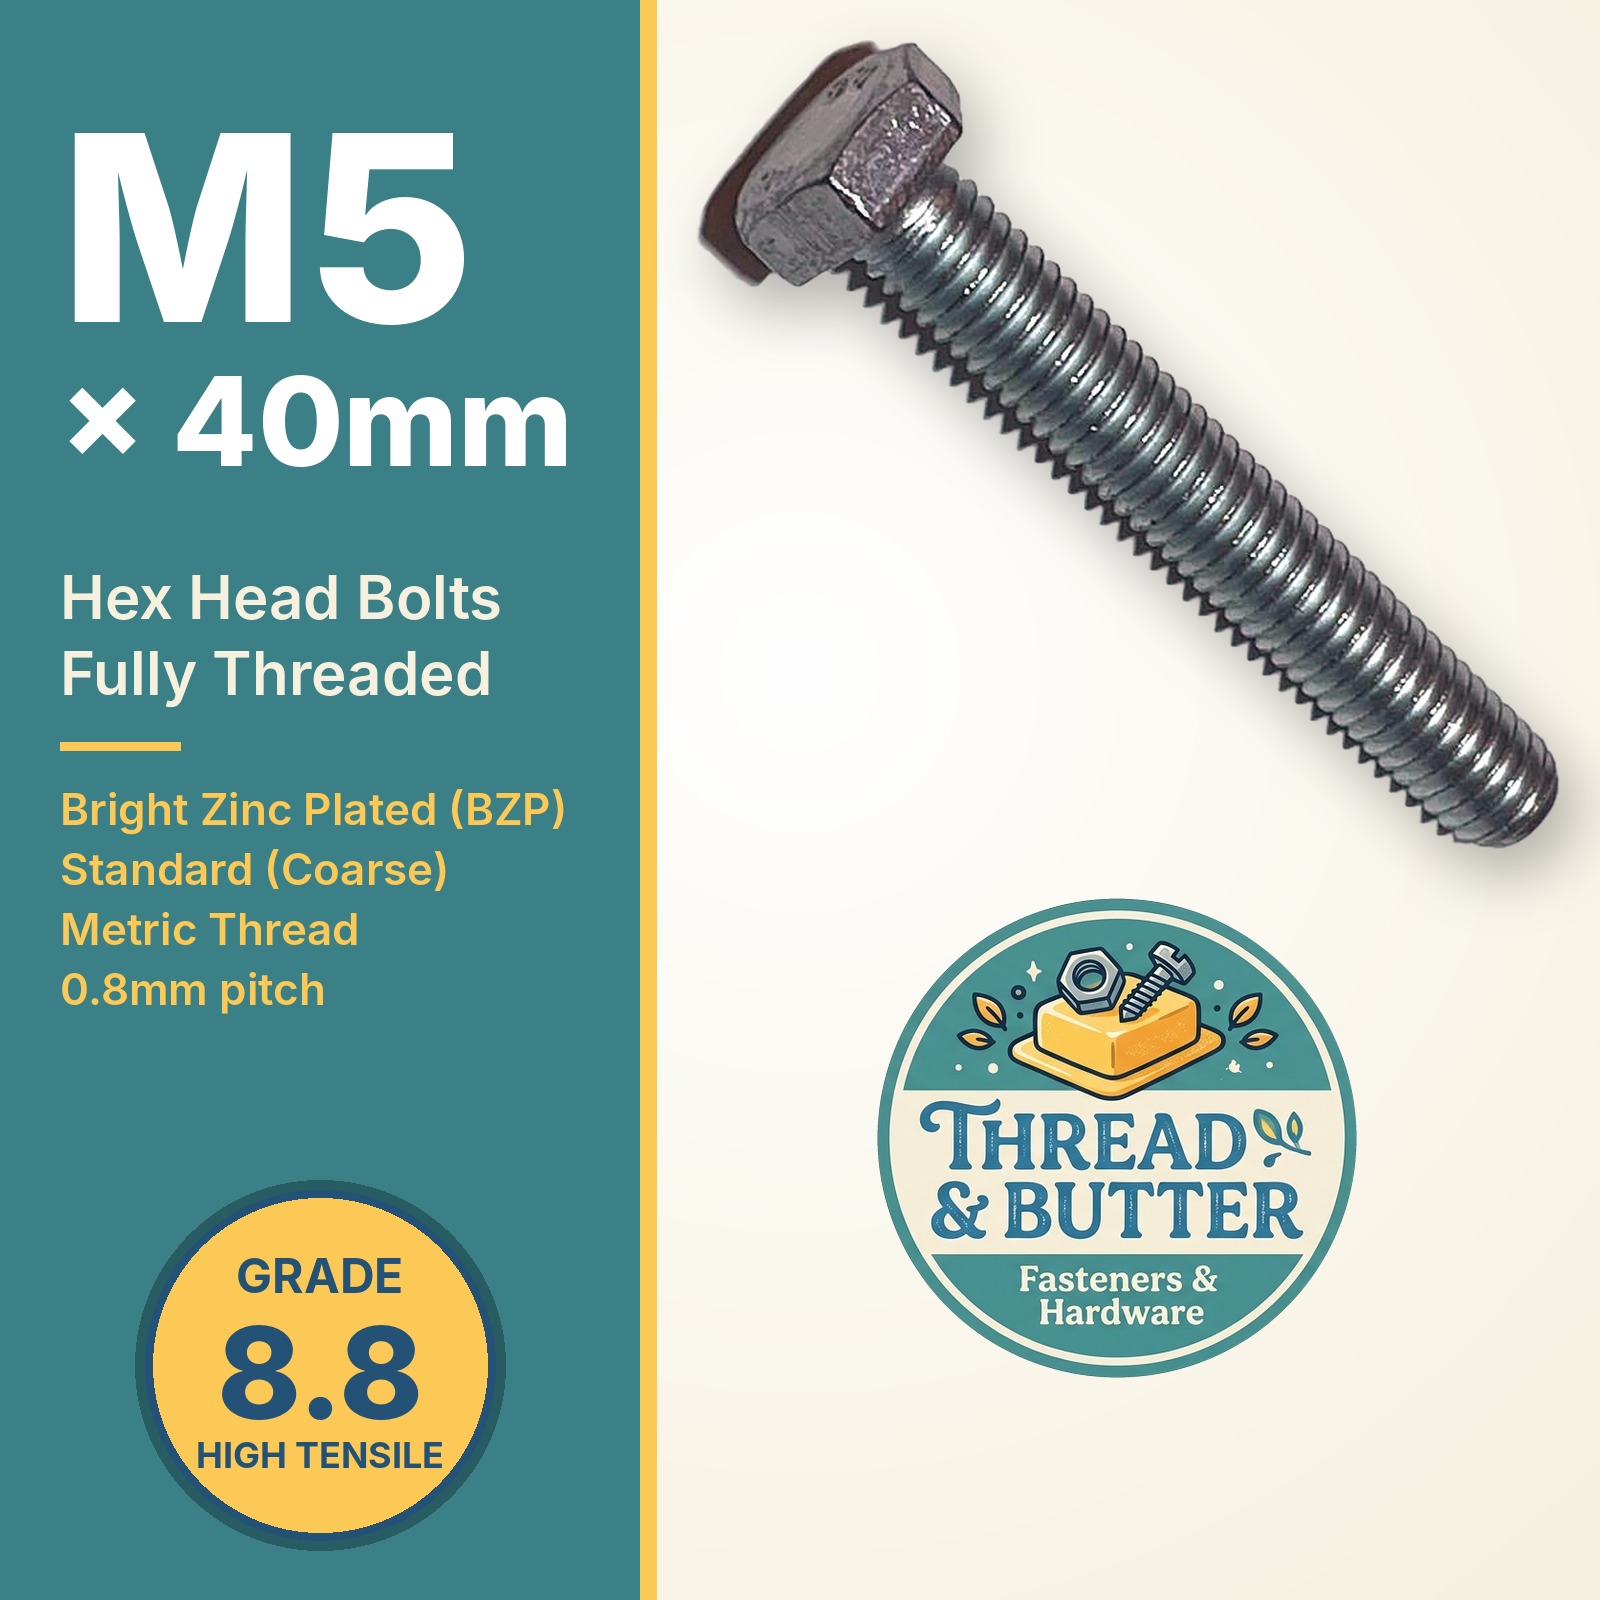 M5
× 40mm
Hex Head Bolts
Fully Threaded
Bright Zinc Plated (BZP)
Standard (Coarse)
Metric Thread
0.8mm pitch
GRADE
8.8
HIGH TENSILE
THREAD
& BUTTER
Fasteners &
Hardware